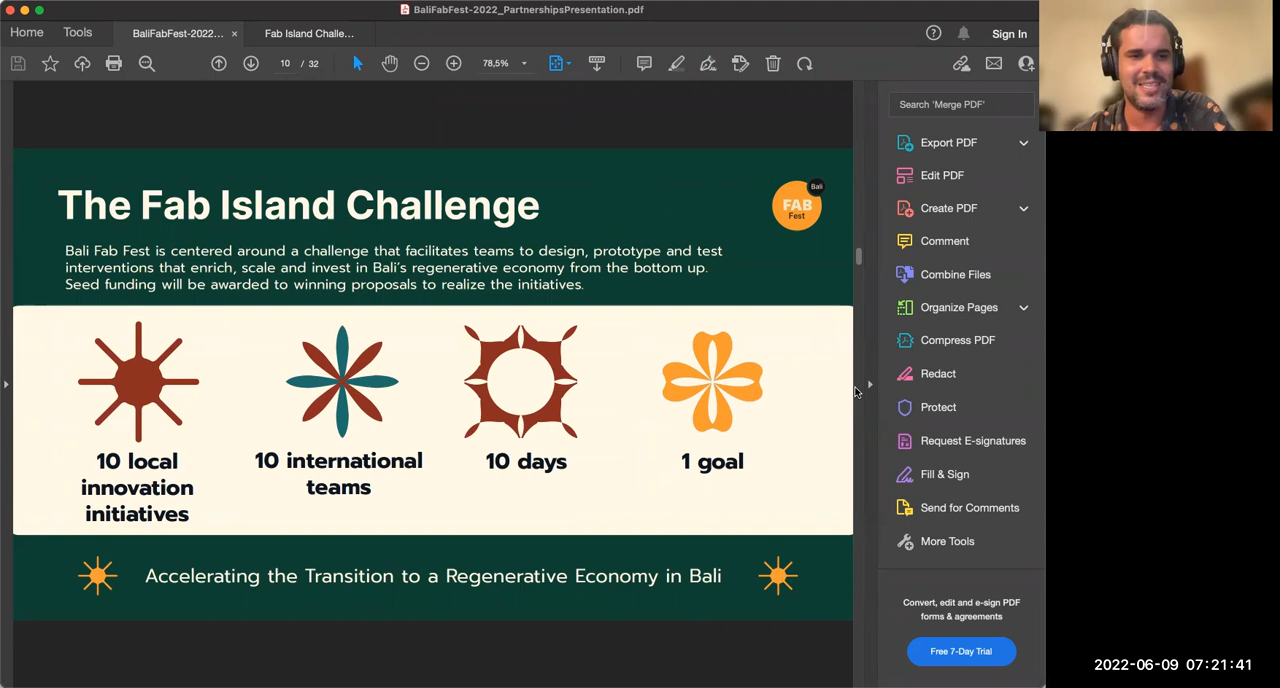 BaliFabFest-2022_PartnershipsPresentation.pdf
Home
Tools
BaliFabFest-2022...
×
Fab Island Challe...
Sign In
10 / 32
78,5%
Search 'Merge PDF'
Export PDF
Edit PDF
Create PDF
Comment
Combine Files
Organize Pages
Compress PDF
Redact
Protect
Request E-signatures
Fill & Sign
Send for Comments
More Tools
Convert, edit and e-sign PDF
forms & agreements
Free 7-Day Trial
The Fab Island Challenge
Bali
FAB
Fest
Bali Fab Fest is centered around a challenge that facilitates teams to design, prototype and test
interventions that enrich, scale and invest in Bali’s regenerative economy from the bottom up.
Seed funding will be awarded to winning proposals to realize the initiatives.
10 local
innovation
initiatives
10 international
teams
10 days
1 goal
Accelerating the Transition to a Regenerative Economy in Bali
2022-06-09 07:21:41